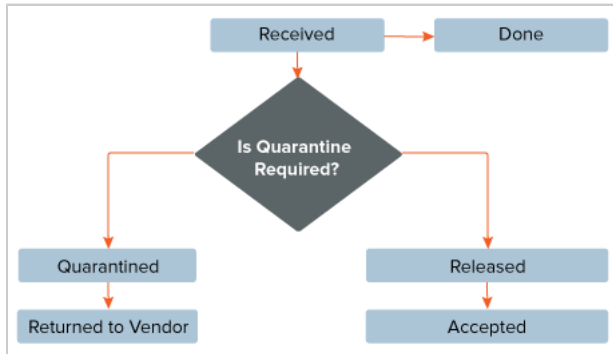 Received
Done
Is Quarantine
Required?
Quarantined
Released
Returned to Vendor
Accepted